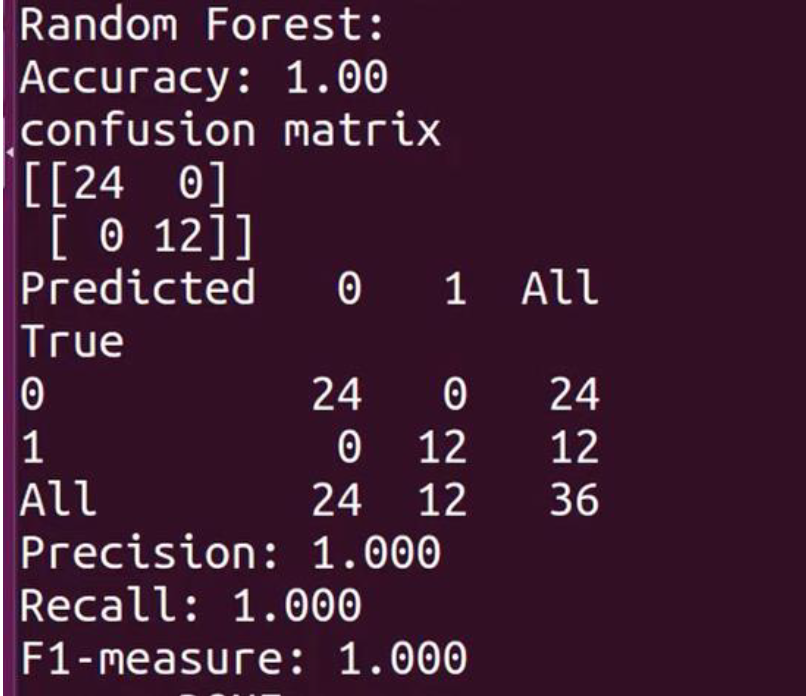 Random Forest:
Accuracy: 1.00
confusion matrix
[[24  0]
 [ 0 12]]
Predicted   0   1  All
True
0          24   0   24
1           0  12   12
All        24  12   36
Precision: 1.000
Recall: 1.000
F1-measure: 1.000